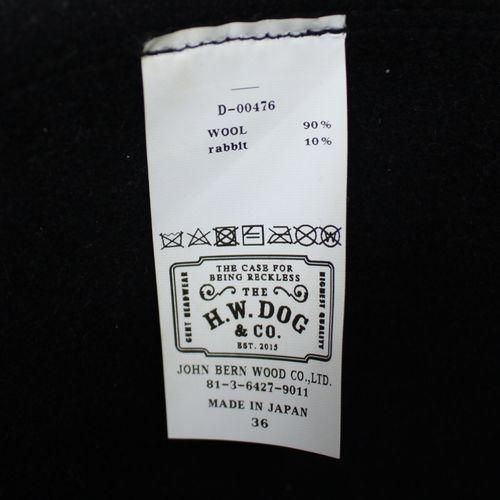 D-00476
WOOL 90%
rabbit 10%
W
THE CASE FOR
BEING RECKLESS
GENT HEADWEAR
THE
H.W.DOG
& CO.
EST. 2015
HIGHEST QUALITY
JOHN BERN WOOD CO.,LTD.
81-3-6427-9011
MADE IN JAPAN
36